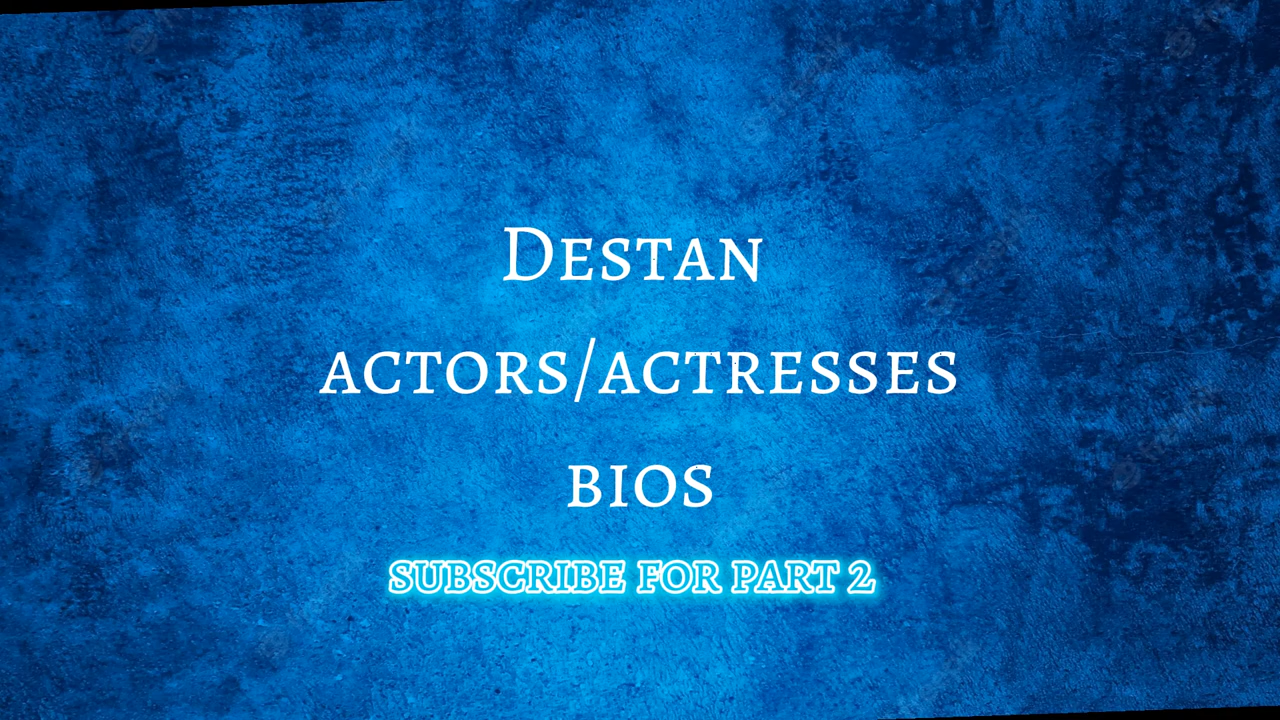 Destan
actors/actresses
bios
subscribe for part 2